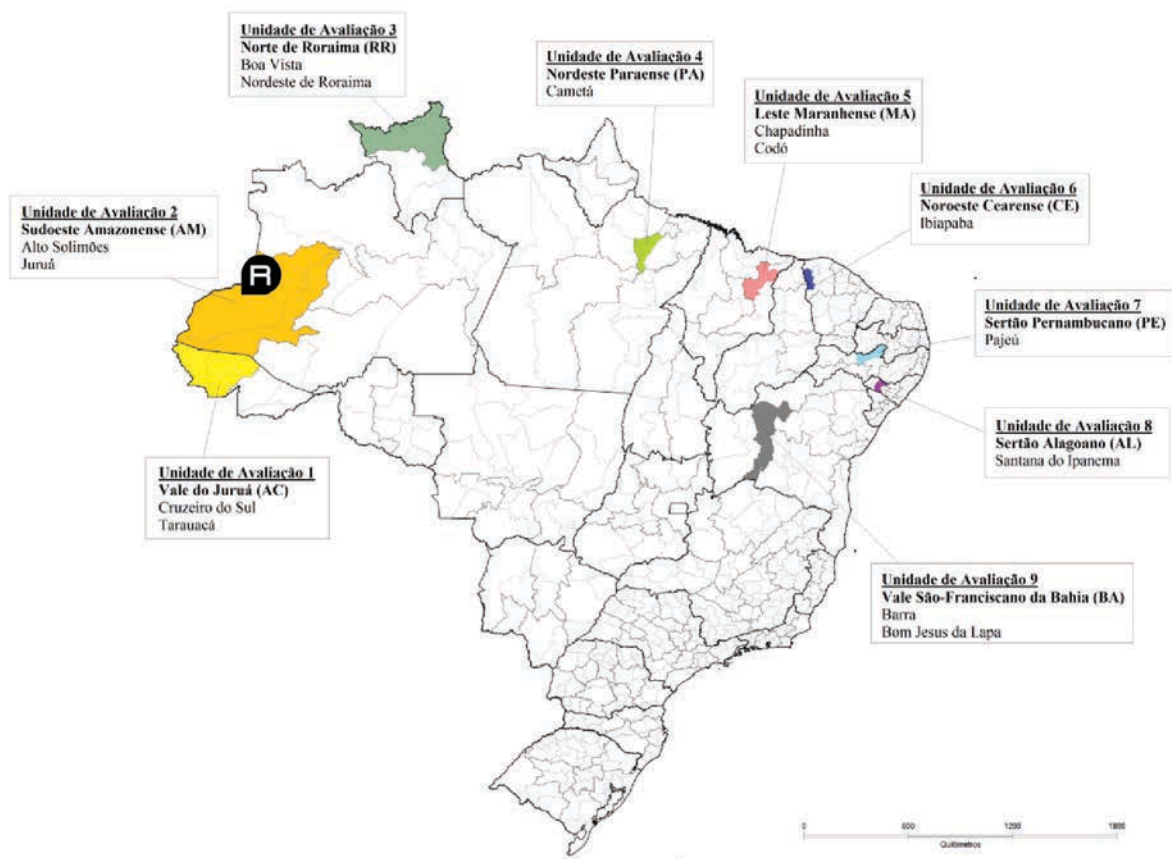 Unidade de Avaliação 3
Norte de Roraima (RR)
Boa Vista
Nordeste de Roraima
Unidade de Avaliação 4
Nordeste Paraense (PA)
Cametá
Unidade de Avaliação 5
Leste Maranhense (MA)
Chapadinha
Codó
Unidade de Avaliação 6
Noroeste Cearense (CE)
Ibiapaba
Unidade de Avaliação 2
Sudoeste Amazonense (AM)
Alto Solimões
Juruá
R
Unidade de Avaliação 7
Sertão Pernambucano (PE)
Pajeú
Unidade de Avaliação 8
Sertão Alagoano (AL)
Santana do Ipanema
Unidade de Avaliação 1
Vale do Juruá (AC)
Cruzeiro do Sul
Tarauacá
Unidade de Avaliação 9
Vale São-Franciscano da Bahia (BA)
Barra
Bom Jesus da Lapa
0 600 1200 1800
Quilômetros